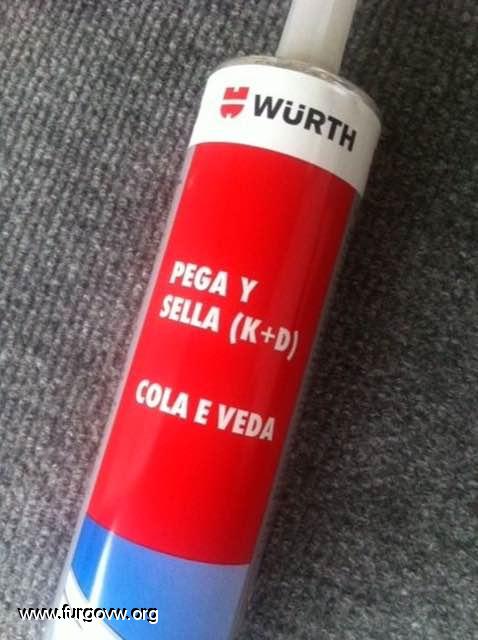 WÜRTH
PEGA Y
SELLA (K+D)
COLA E VEDA
www.furgovw.org